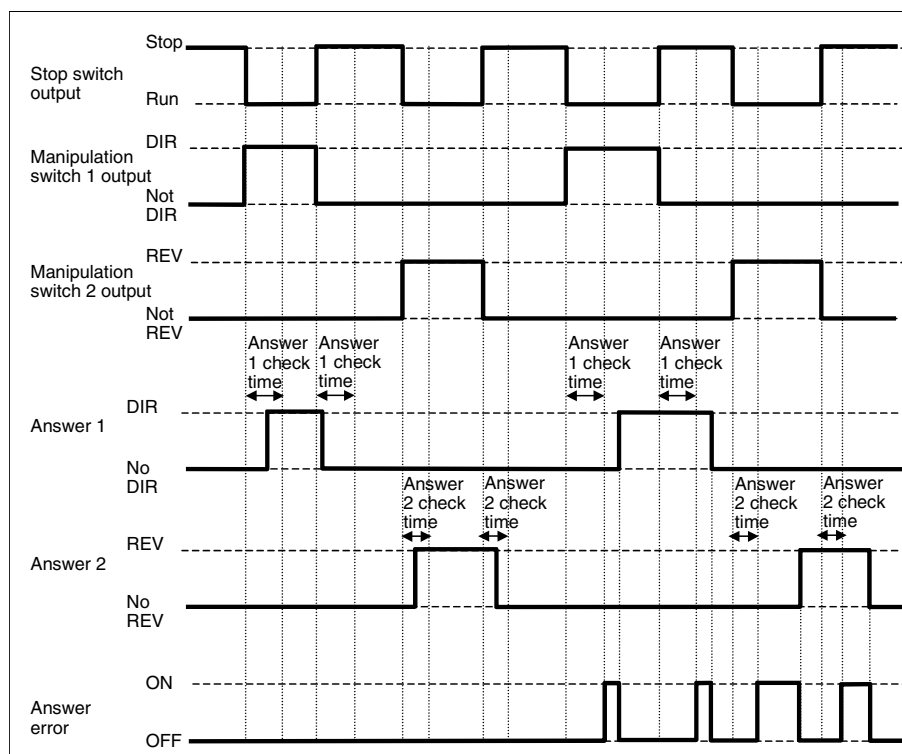 Stop
Stop switch
output
Run
DIR
Manipulation
switch 1 output
Not
DIR
REV
Manipulation
switch 2 output
Not
REV
Answer
1 check
time
Answer
1 check
time
Answer
1 check
time
Answer
1 check
time
DIR
Answer 1
No
DIR
Answer
2 check
time
Answer
2 check
time
Answer
2 check
time
Answer
2 check
time
REV
Answer 2
No
REV
ON
Answer
error
OFF